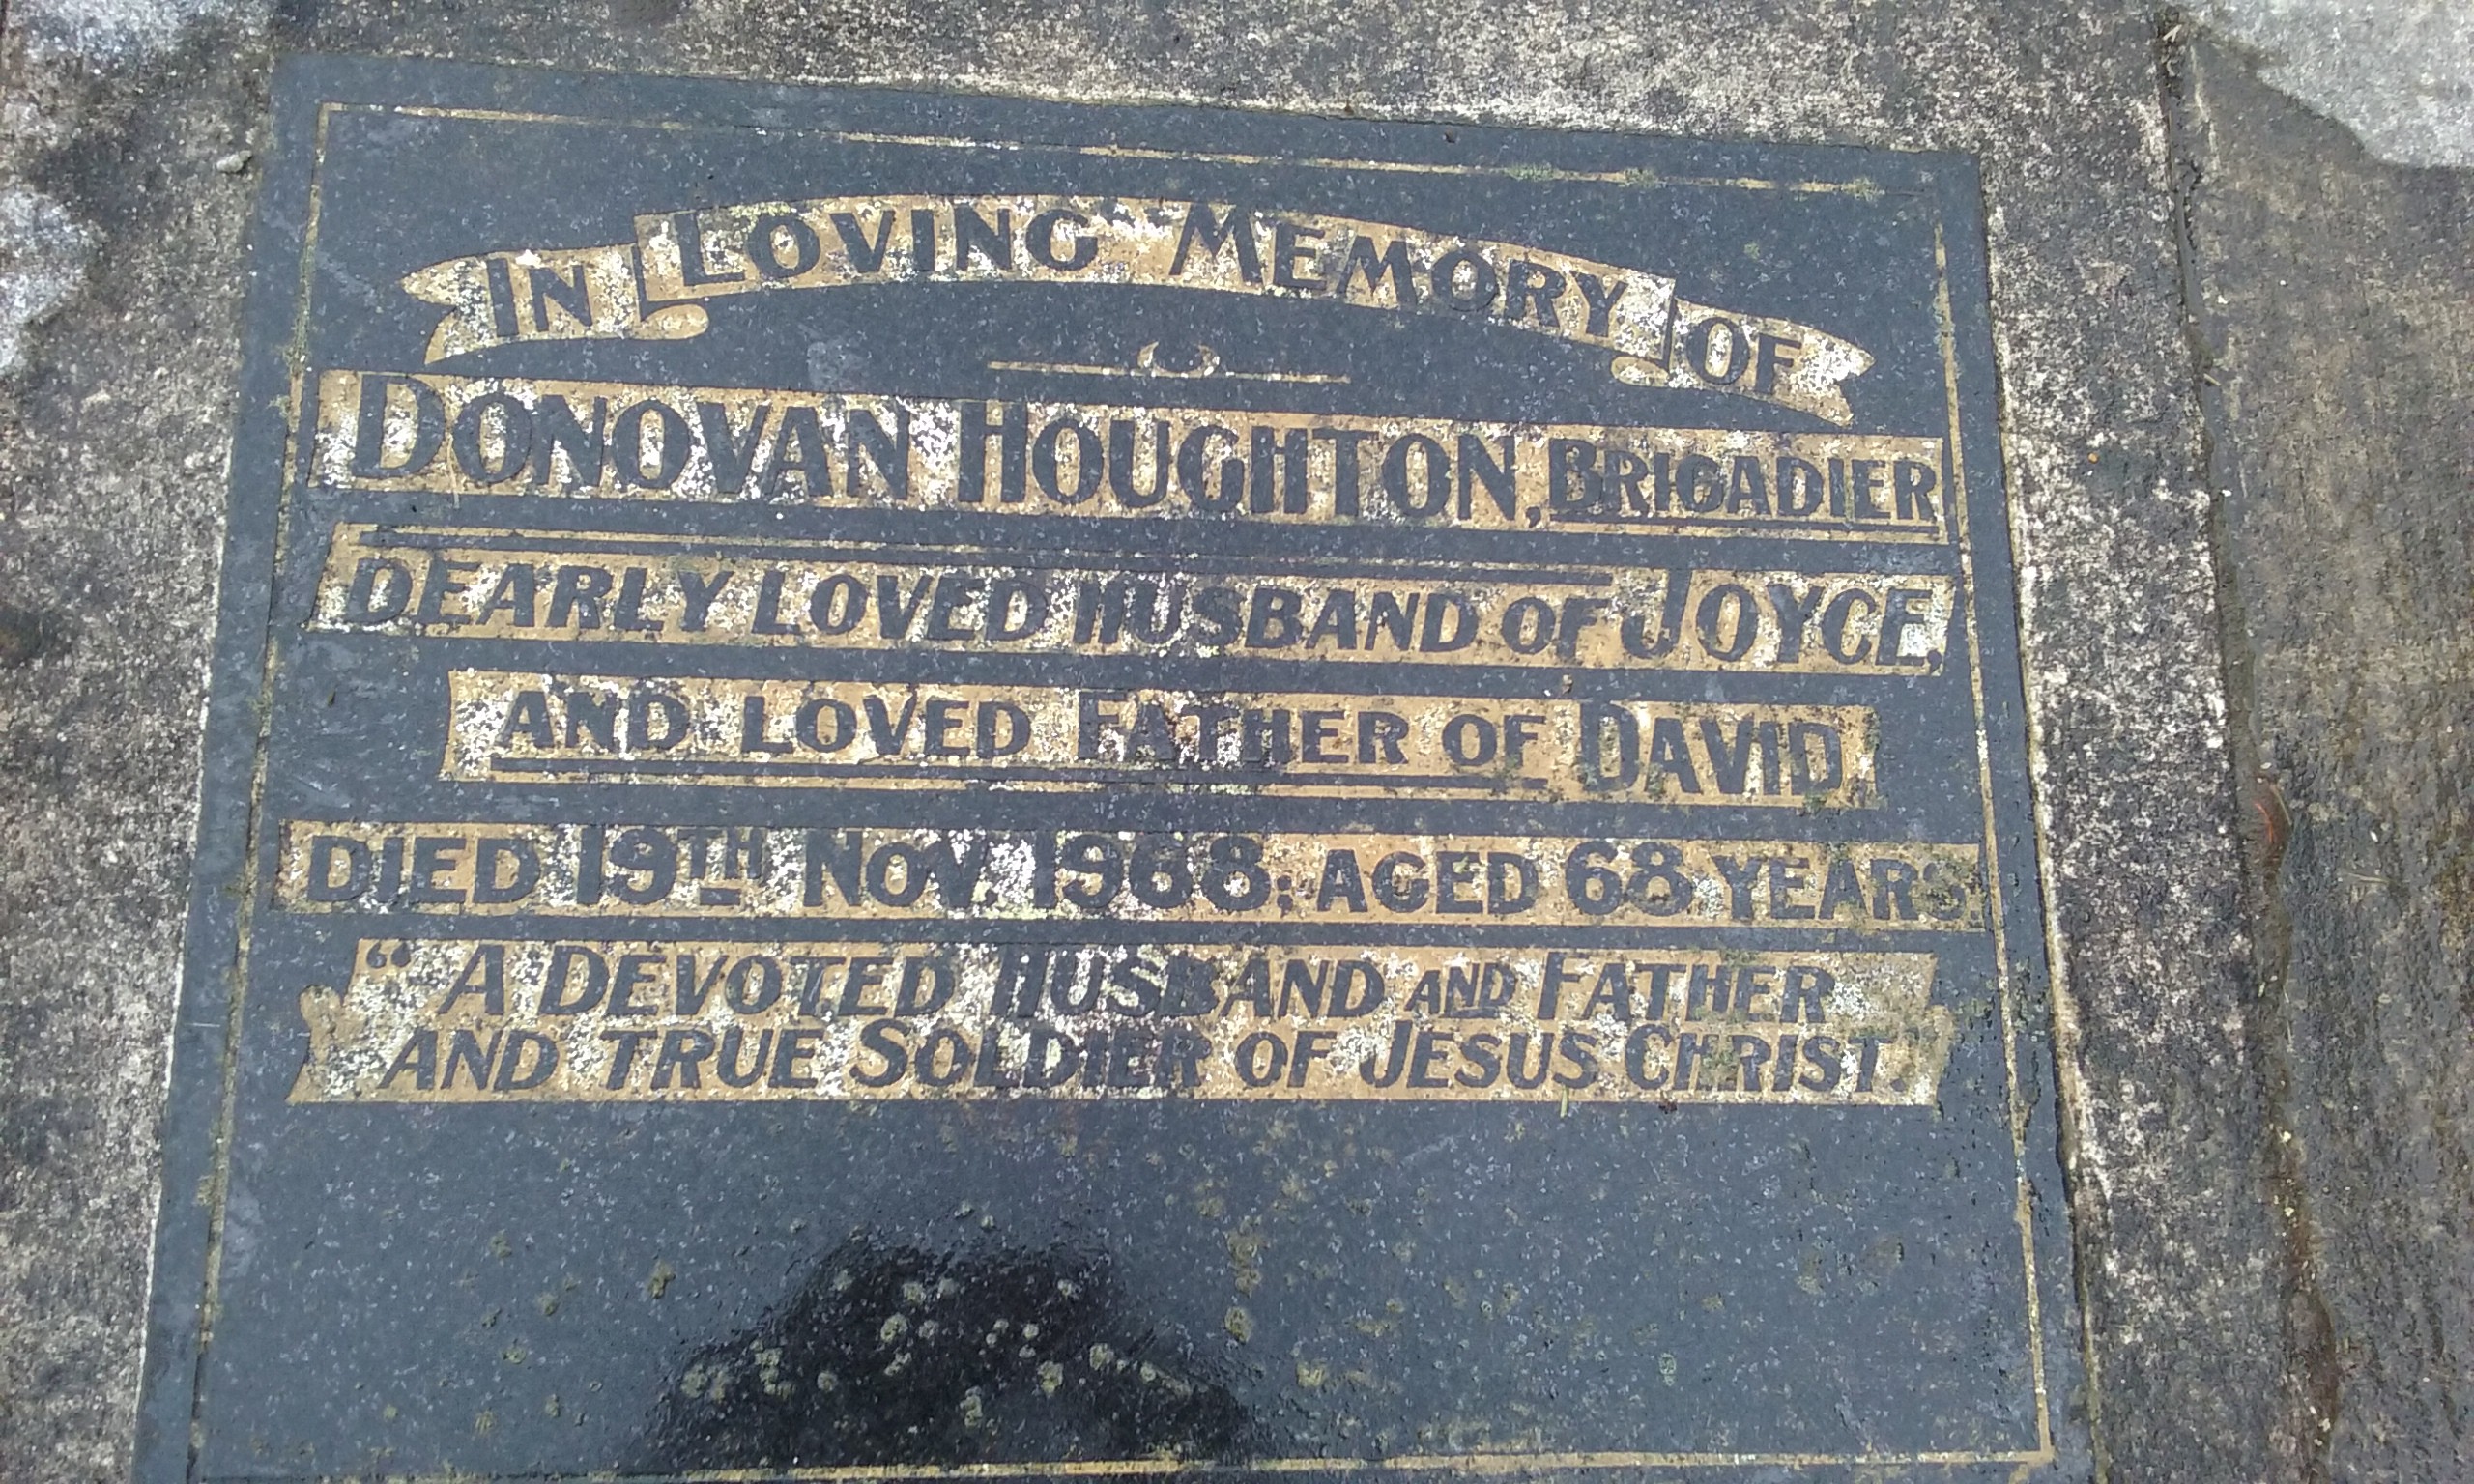 IN LOVING MEMORY OF
DONOVAN HOUGHTON, BRIGADIER
DEARLY LOVED HUSBAND OF JOYCE,
AND LOVED FATHER OF DAVID.
DIED 19TH NOV. 1968: AGED 68 YEARS.
“A DEVOTED HUSBAND AND FATHER
AND TRUE SOLDIER OF JESUS CHRIST.”